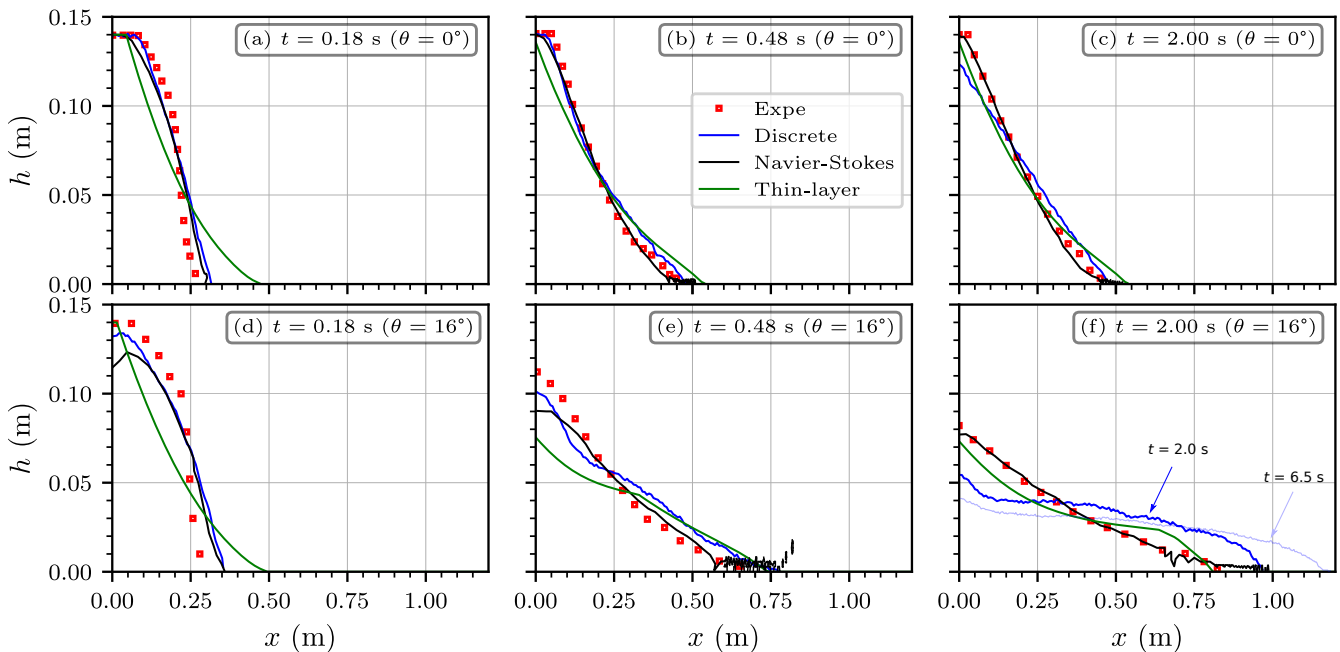 0.15
0.10
0.05
0.00
h (m)
(a) t = 0.18 s (θ = 0°)
(b) t = 0.48 s (θ = 0°)
Expe
Discrete
Navier-Stokes
Thin-layer
(c) t = 2.00 s (θ = 0°)
0.15
0.10
0.05
0.00
h (m)
(d) t = 0.18 s (θ = 16°)
0.00 0.25 0.50 0.75 1.00
x (m)
(e) t = 0.48 s (θ = 16°)
0.00 0.25 0.50 0.75 1.00
x (m)
(f) t = 2.00 s (θ = 16°)
t = 2.0 s
t = 6.5 s
0.00 0.25 0.50 0.75 1.00
x (m)